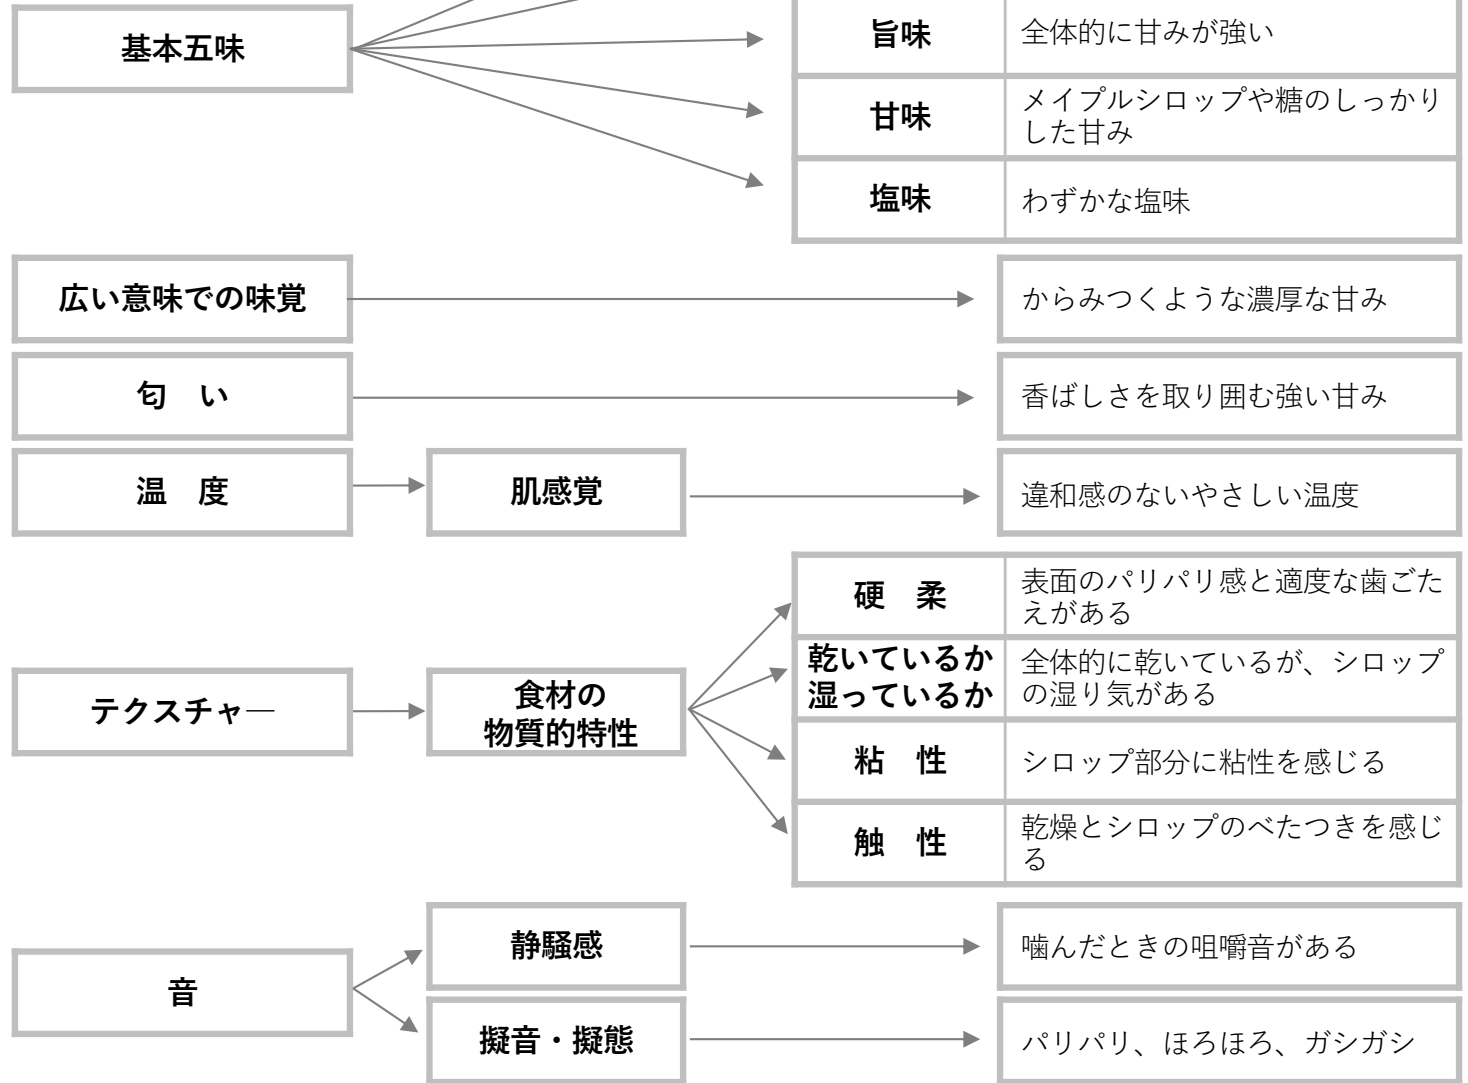 基本五味
旨味
全体的に甘みが強い
甘味
メイプルシロップや糖のしっかり
した甘み
塩味
わずかな塩味
広い意味での味覚
からみつくような濃厚な甘み
匂　い
香ばしさを取り囲む強い甘み
温　度
肌感覚
違和感のないやさしい温度
テクスチャ―
食材の
物質的特性
硬　柔
表面のパリパリ感と適度な歯ごた
えがある
乾いているか
湿っているか
全体的に乾いているが、シロップ
の湿り気がある
粘　性
シロップ部分に粘性を感じる
触　性
乾燥とシロップのべたつきを感じ
る
音
静騒感
噛んだときの咀嚼音がある
擬音・擬態
パリパリ、ほろほろ、ガシガシ